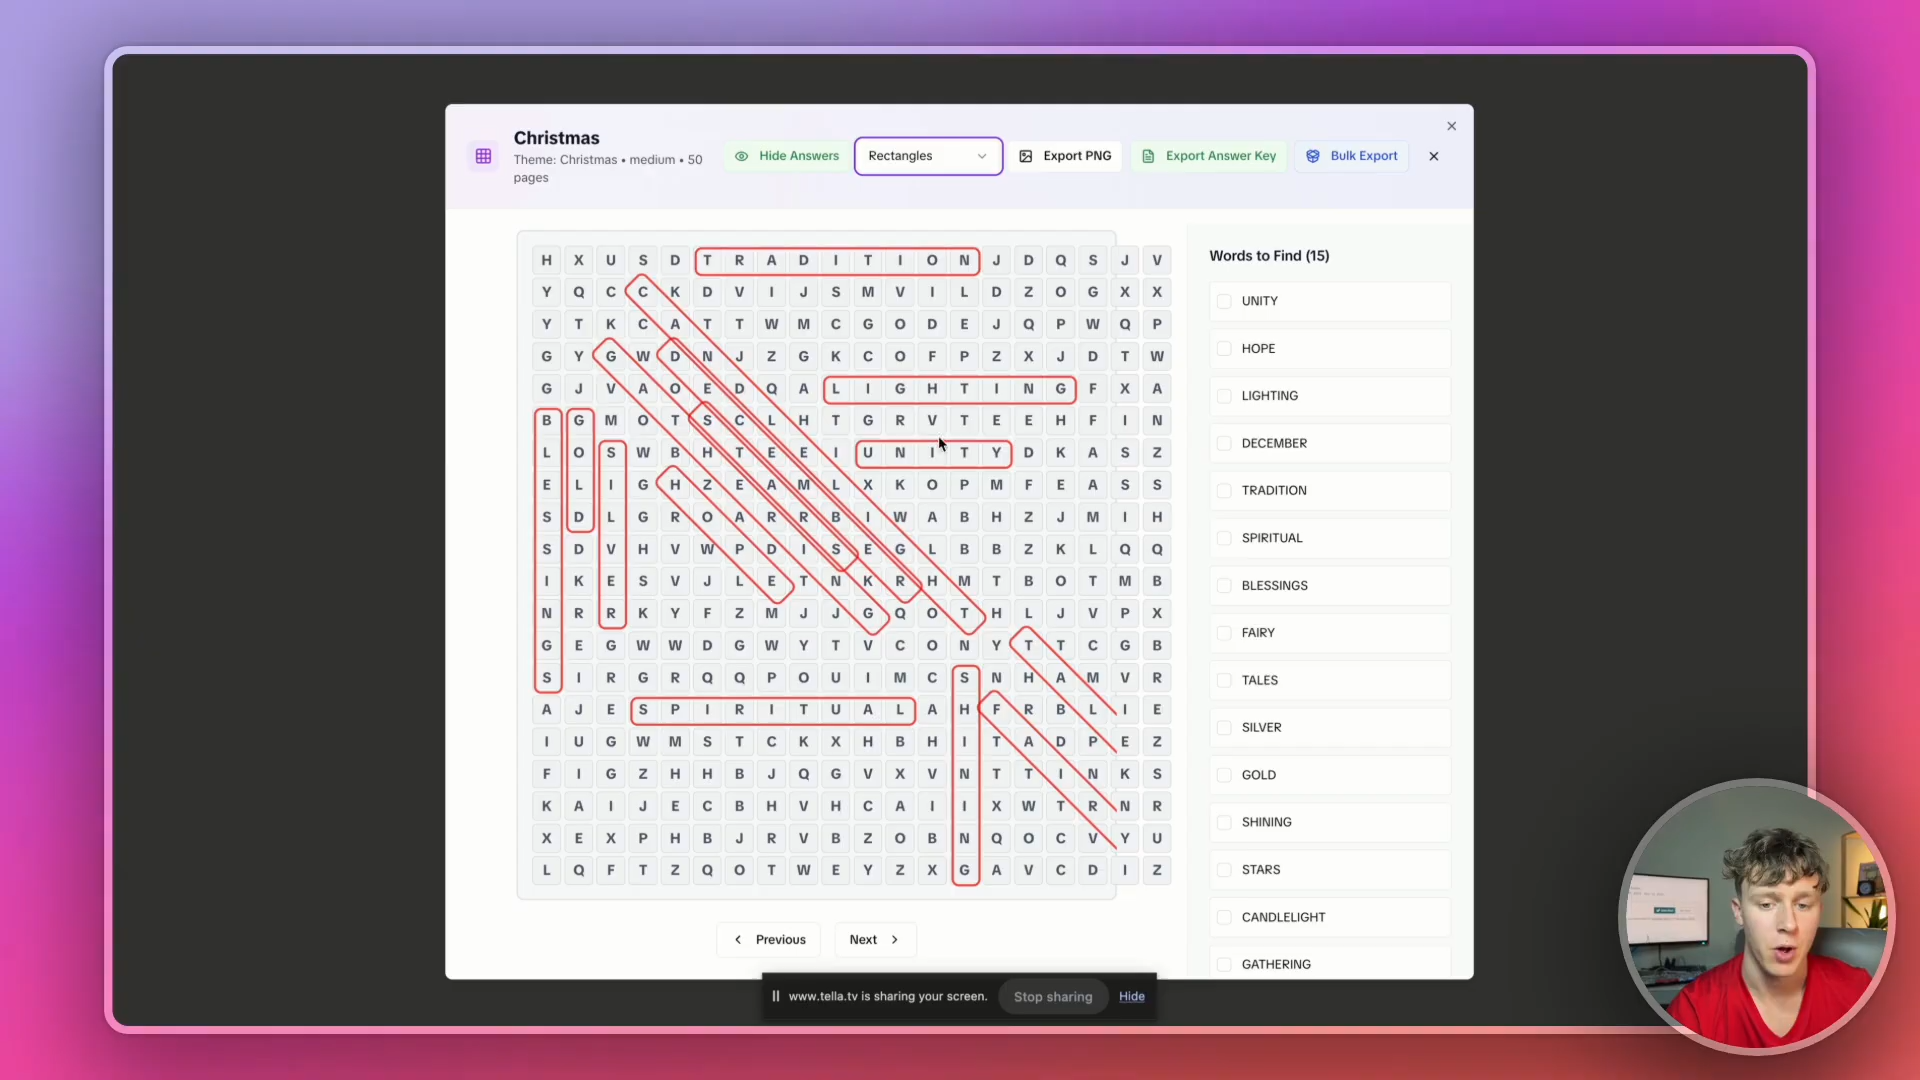 Christmas
Theme: Christmas • medium • 50
pages
Hide Answers
Rectangles
Export PNG
Export Answer Key
Bulk Export
H X U S D T R A D I T I O N J D Q S J V
Y Q C C K D V I J S M V I L D Z O G X X
Y T K C A T T W M C G O D E J Q P W Q P
G Y G W D N J Z G K C O F P Z X J D T W
G J V A O E D Q A L I G H T I N G F X A
B G M O T S C L H T G R V T E E H F I N
L O S W B H T E E I U N I T Y D K A S Z
E L I G H Z E A M L X K O P M F E A S S
S D L G R O A R R B I W A B H Z J M I H
S D V H V W P D I S E G L B B Z K L Q Q
I K E S V J L E T N K R H M T B O T M B
N R R K Y F Z M J J G Q O T H L J V P X
G E G W W D G W Y T V C O N Y T T C G B
S I R G R Q Q P O U I M C S N H A M V R
A J E S P I R I T U A L A H F R B L I E
I U G W M S T C K X H B H I T A D P E Z
F I G Z H H B J Q G V X V N T T I N K S
K A I J E C B H V H C A I I X W T R N R
X E X P H B J R V B Z O B N Q O C V Y U
L Q F T Z Q O T W E Y Z X G A V C D I Z
Previous
Next
Words to Find (15)
UNITY
HOPE
LIGHTING
DECEMBER
TRADITION
SPIRITUAL
BLESSINGS
FAIRY
TALES
SILVER
GOLD
SHINING
STARS
CANDLELIGHT
GATHERING
www.tella.tv is sharing your screen.
Stop sharing
Hide